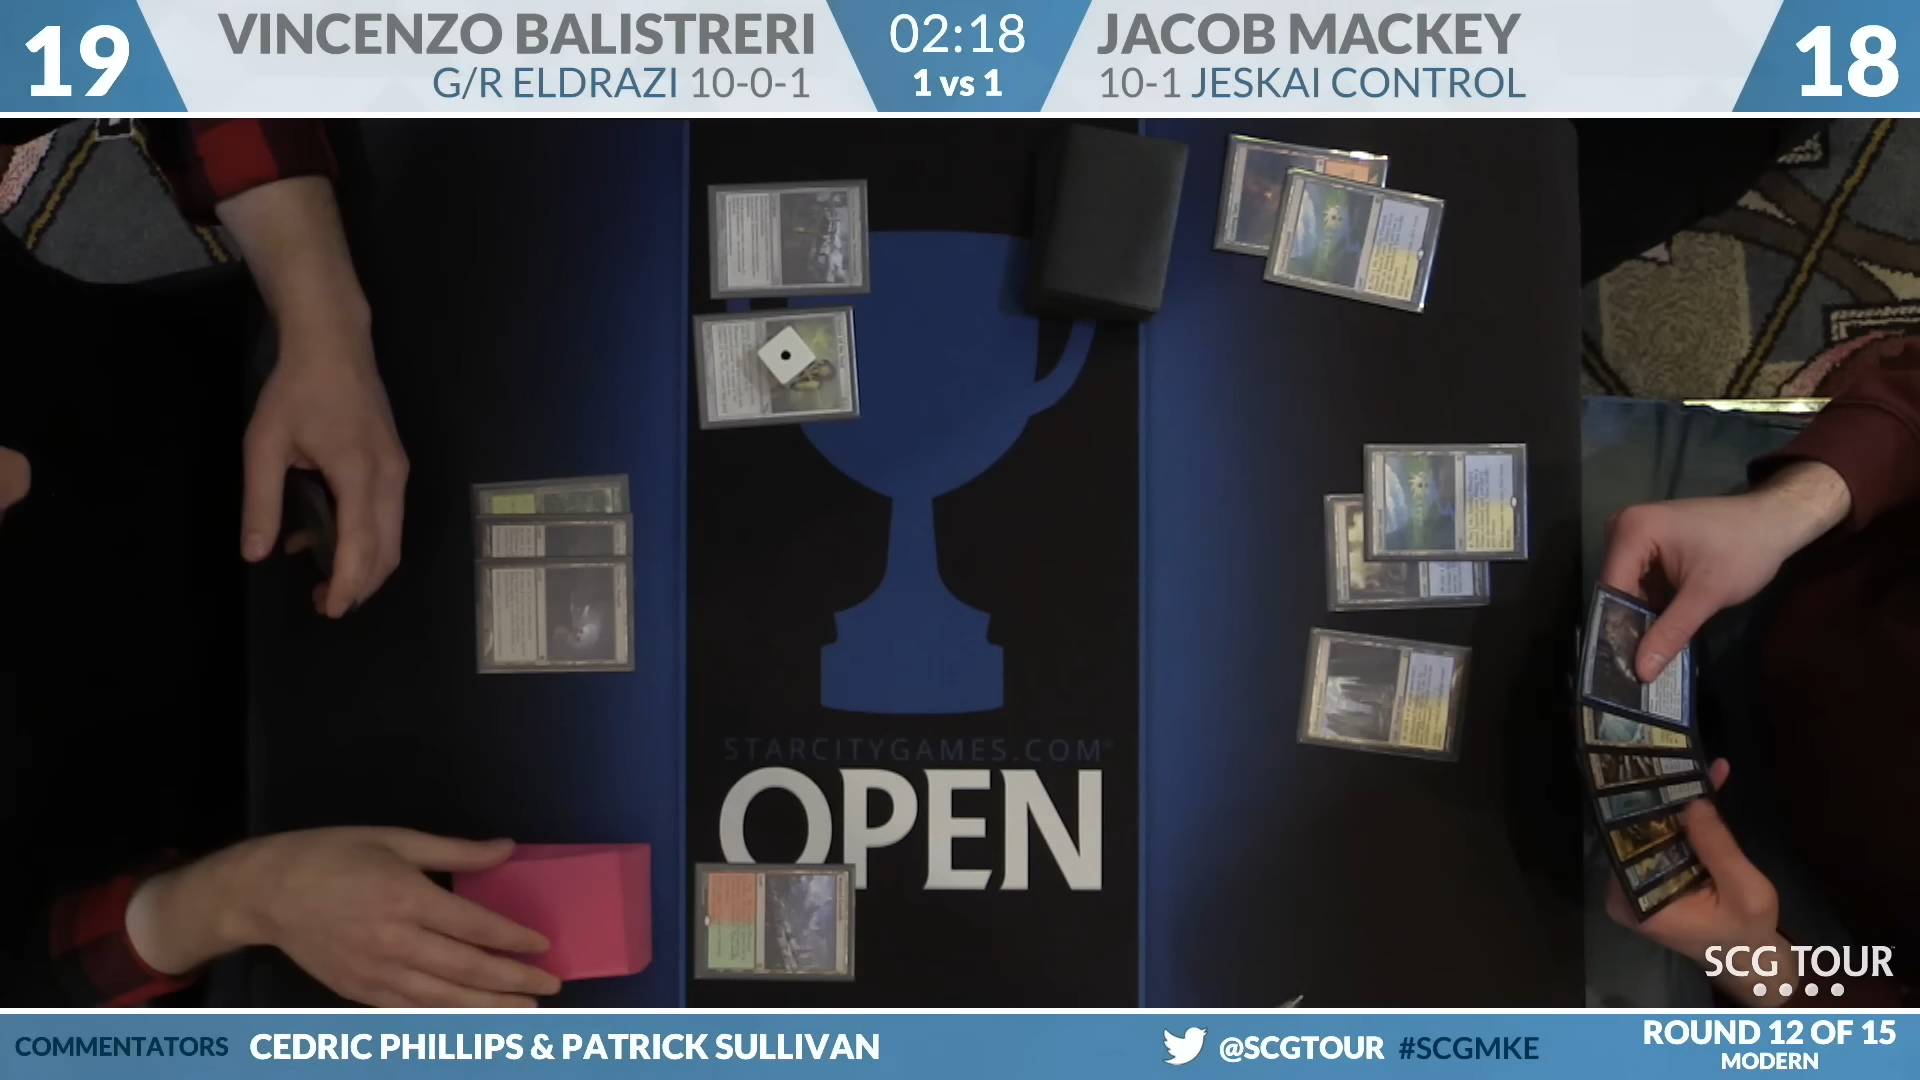 19
VINCENZO BALISTRERI
G/R ELDRAZI 10-0-1
02:18
1 vs 1
JACOB MACKEY
10-1 JESKAI CONTROL
18
STARCITYGAMES.COM®
OPEN
SCG TOUR
COMMENTATORS CEDRIC PHILLIPS & PATRICK SULLIVAN
@SCGTOUR #SCGMKE
ROUND 12 OF 15
MODERN